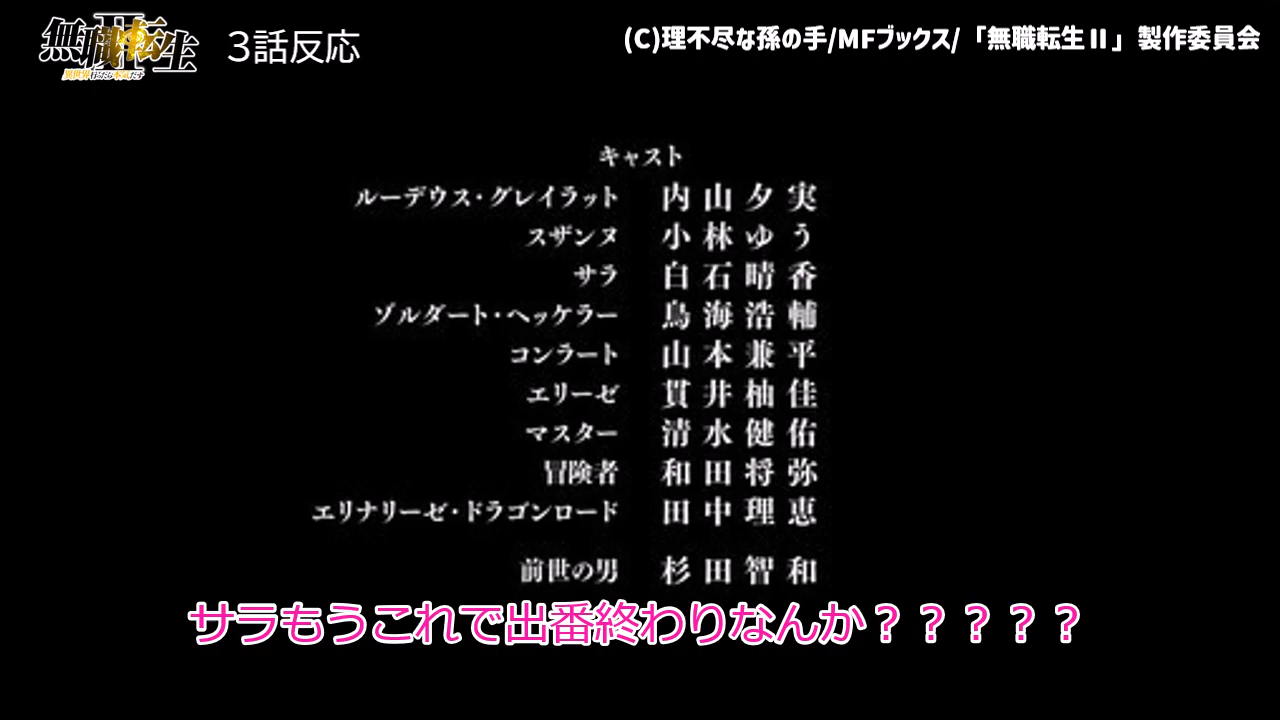 無職転生II
異世界行ったら本気だす
3話反応
(C)理不尽な孫の手/MFブックス/「無職転生Ⅱ」製作委員会
キャスト
ルーデウス・グレイラット 内山夕実
スザンヌ 小林ゆう
サラ 白石晴香
ゾルダート・ヘッケラー 鳥海浩輔
コンラート 山本兼平
エリーゼ 貫井柚佳
マスター 清水健佑
冒険者 和田将弥
エリナリーゼ・ドラゴンロード 田中理恵
前世の男 杉田智和
サラもうこれで出番終わりなんか？？？？？